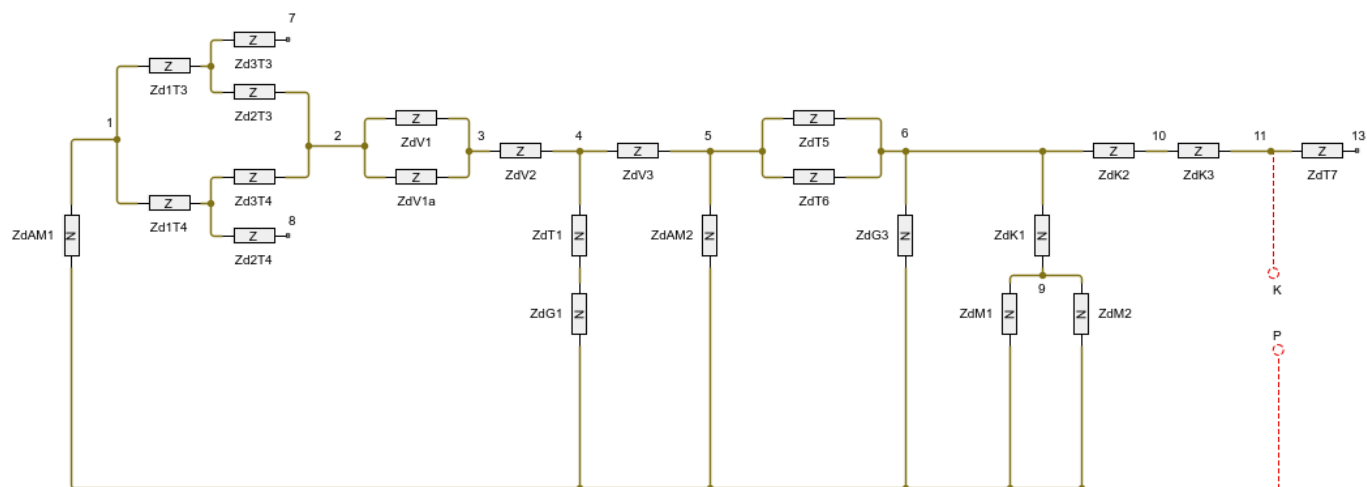 7
Z
Zd3T3
Z
Zd1T3
Z
Zd2T3
1
2
Z
ZdV1
3
Z
ZdV2
4
Z
ZdV3
5
Z
ZdT5
6
10
11
13
Z
ZdK2
Z
ZdK3
Z
ZdT7
Z
Zd3T4
Z
ZdV1a
Z
ZdT6
Z
Zd1T4
8
Z
Zd2T4
ZdAM1
Z
ZdT1
Z
ZdAM2
Z
ZdG3
Z
ZdK1
Z
9
K
ZdG1
Z
ZdM1
Z
Z
ZdM2
P